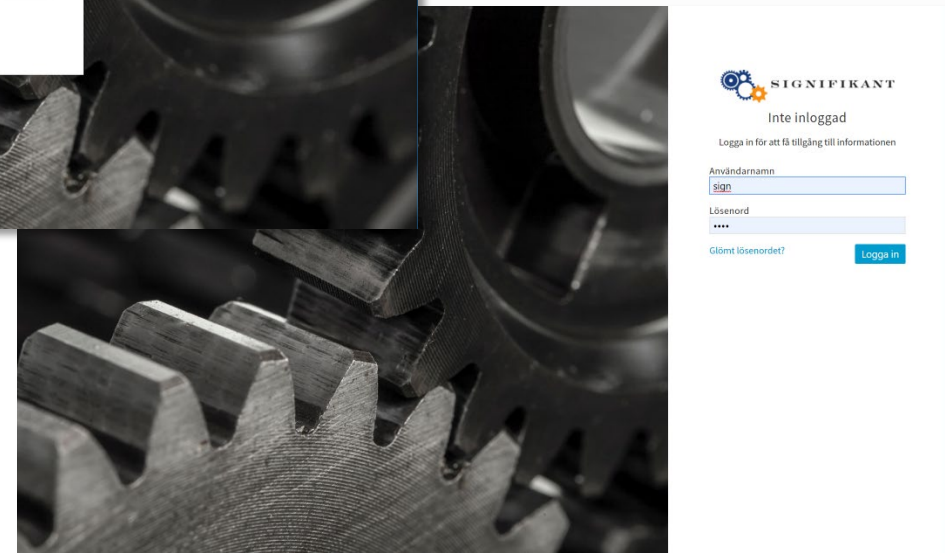 SIGNIFIKANT
Inte inloggad
Logga in för att få tillgång till informationen
Användarnamn
sign
Lösenord
••••
Glömt lösenordet?
Logga in